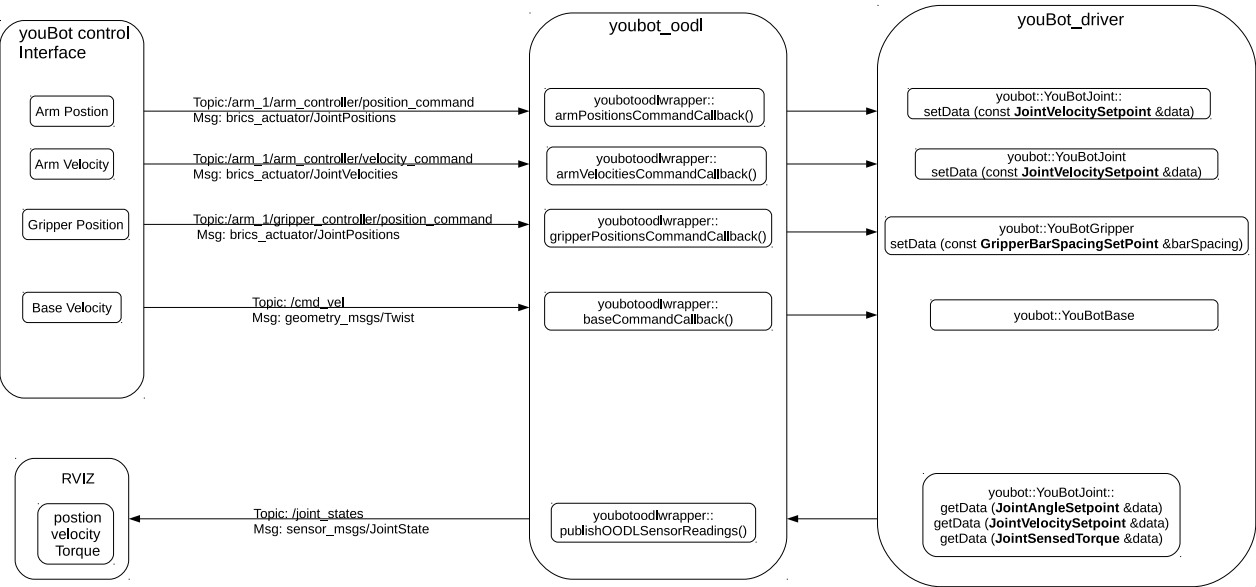 youBot control
Interface
Arm Postion
Arm Velocity
Gripper Position
Base Velocity
Topic:/arm_1/arm_controller/position_command
Msg: brics_actuator/JointPositions
Topic:/arm_1/arm_controller/velocity_command
Msg: brics_actuator/JointVelocities
Topic:/arm_1/gripper_controller/position_command
Msg: brics_actuator/JointPositions
Topic: /cmd_vel
Msg: geometry_msgs/Twist
youbot_oodl
youbotoodlwrapper::
armPositionsCommandCallback()
youbotoodlwrapper::
armVelocitiesCommandCallback()
youbotoodlwrapper::
gripperPositionsCommandCallback()
youbotoodlwrapper::
baseCommandCallback()
youBot_driver
youbot::YouBotJoint::
setData (const JointVelocitySetpoint &data)
youbot::YouBotJoint
setData (const JointVelocitySetpoint &data)
youbot::YouBotGripper
setData (const GripperBarSpacingSetPoint &barSpacing)
youbot::YouBotBase
RVIZ
postion
velocity
Torque
Topic: /joint_states
Msg: sensor_msgs/JointState
youbotoodlwrapper::
publishOODLSensorReadings()
youbot::YouBotJoint::
getData (JointAngleSetpoint &data)
getData (JointVelocitySetpoint &data)
getData (JointSensedTorque &data)